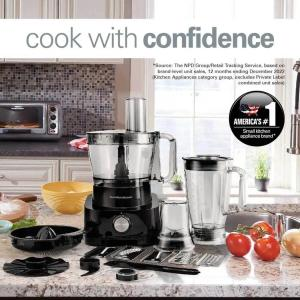 cook with confidence
*Source: The NPD Group/Retail Tracking Service, based on
brand-level unit sales, 12 months ending December 2022
(Kitchen Appliances category group, excludes Private Label
combined unit sales)
AMERICA'S #1
Small kitchen
appliance brand*